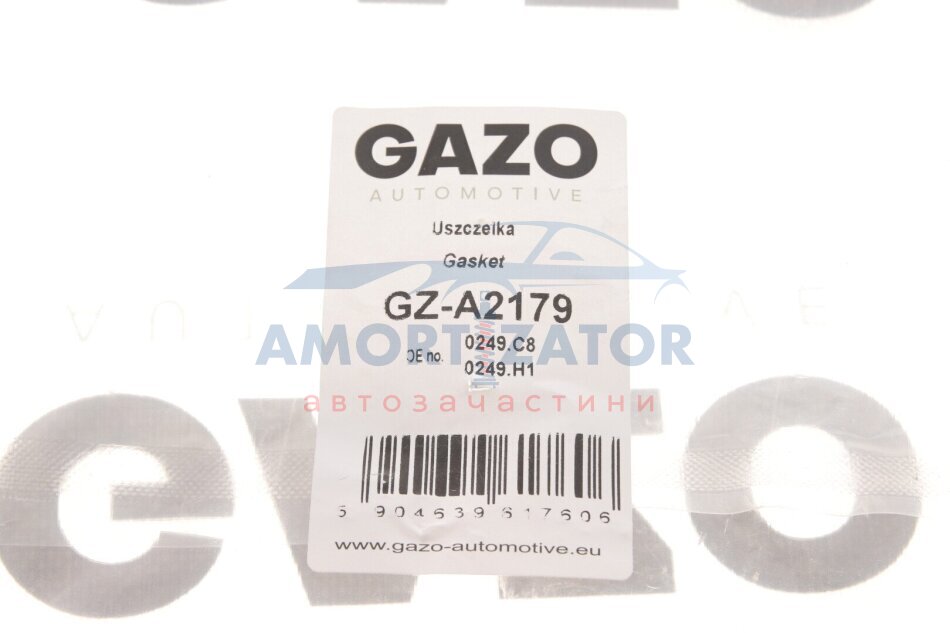 GAZO
AUTOMOTIVE
Uszczelka
Gasket
GZ-A2179
AMORTIZATOR
OE no. 0249.C8
0249.H1
автозачастини
5 904639 617606
www.gazo-automotive.eu